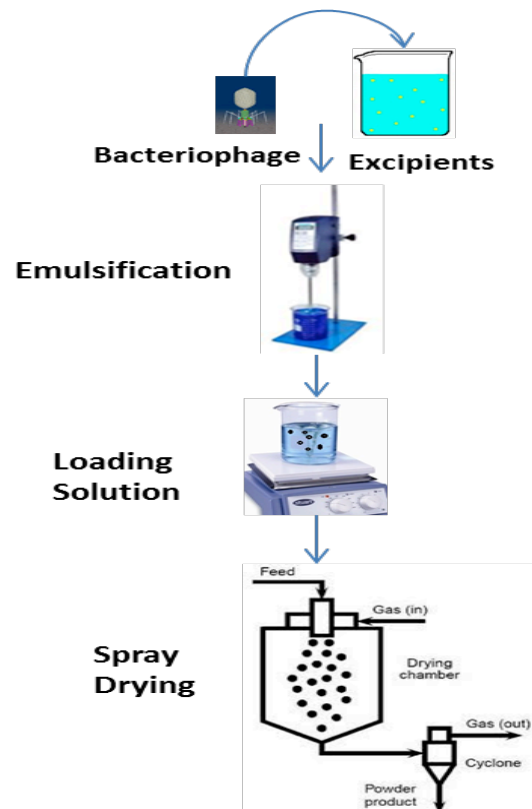 Bacteriophage
Excipients
Emulsification
Loading
Solution
Spray
Drying
Feed
Gas (in)
Drying
chamber
Gas (out)
Cyclone
Powder
product